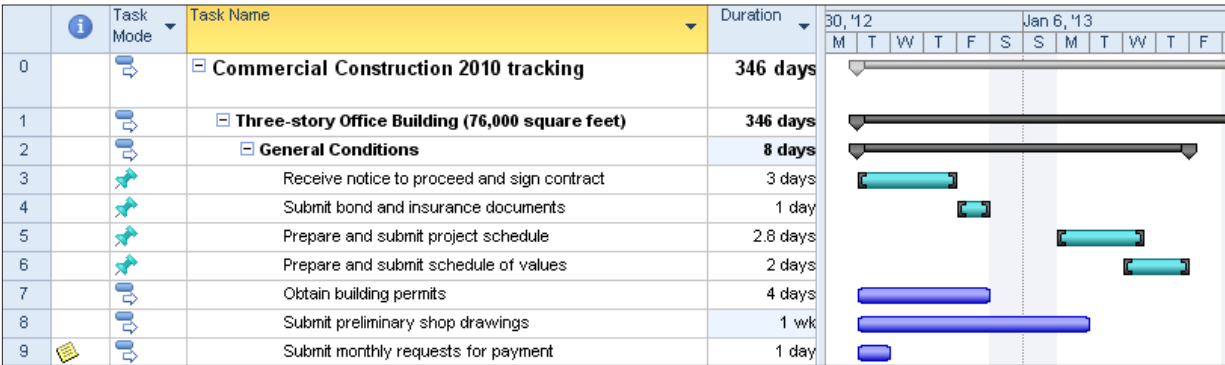 Task Mode Task Name Duration 30, '12 Jan 6, '13
M T W T F S S M T W T F
0 Commercial Construction 2010 tracking 346 days
1 Three-story Office Building (76,000 square feet) 346 days
2 General Conditions 8 days
3 Receive notice to proceed and sign contract 3 days
4 Submit bond and insurance documents 1 day
5 Prepare and submit project schedule 2.8 days
6 Prepare and submit schedule of values 2 days
7 Obtain building permits 4 days
8 Submit preliminary shop drawings 1 wk
9 Submit monthly requests for payment 1 day